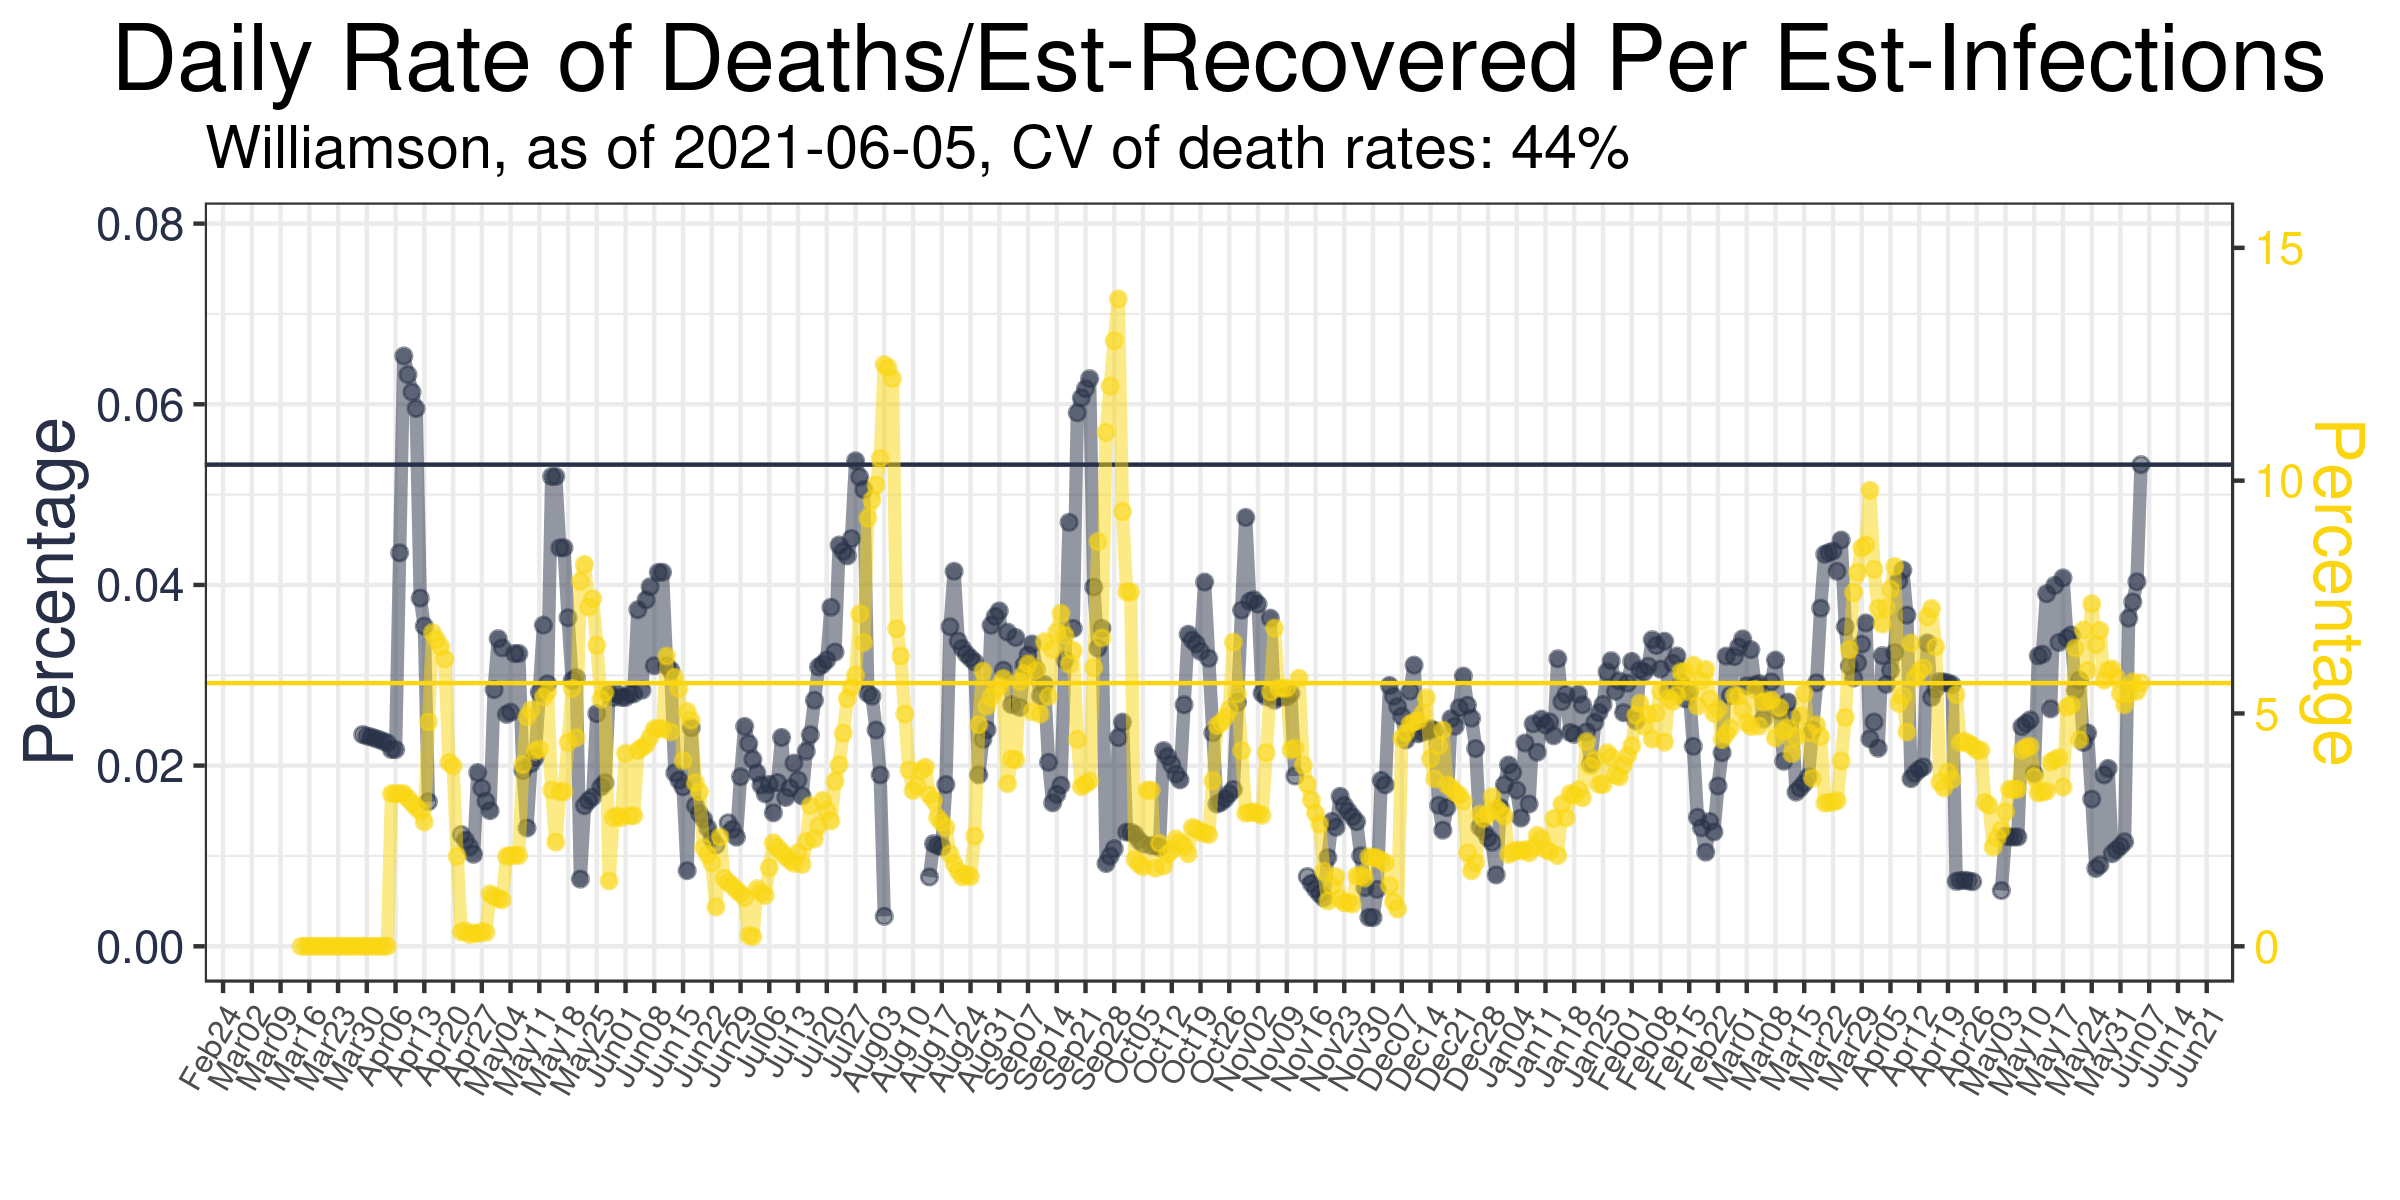 Daily Rate of Deaths/Est-Recovered Per Est-Infections
Williamson, as of 2021-06-05, CV of death rates: 44%
Percentage
0.08
0.06
0.04
0.02
0.00
15
10
5
0
Percentage
Feb24
Mar02
Mar09
Mar16
Mar23
Mar30
Apr06
Apr13
Apr20
Apr27
May04
May11
May18
May25
Jun01
Jun08
Jun15
Jun22
Jun29
Jul06
Jul13
Jul20
Jul27
Aug03
Aug10
Aug17
Aug24
Aug31
Sep07
Sep14
Sep21
Sep28
Oct05
Oct12
Oct19
Oct26
Nov02
Nov09
Nov16
Nov23
Nov30
Dec07
Dec14
Dec21
Dec28
Jan04
Jan11
Jan18
Jan25
Feb01
Feb08
Feb15
Feb22
Mar01
Mar08
Mar15
Mar22
Mar29
Apr05
Apr12
Apr19
Apr26
May03
May10
May17
May24
May31
Jun07
Jun14
Jun21